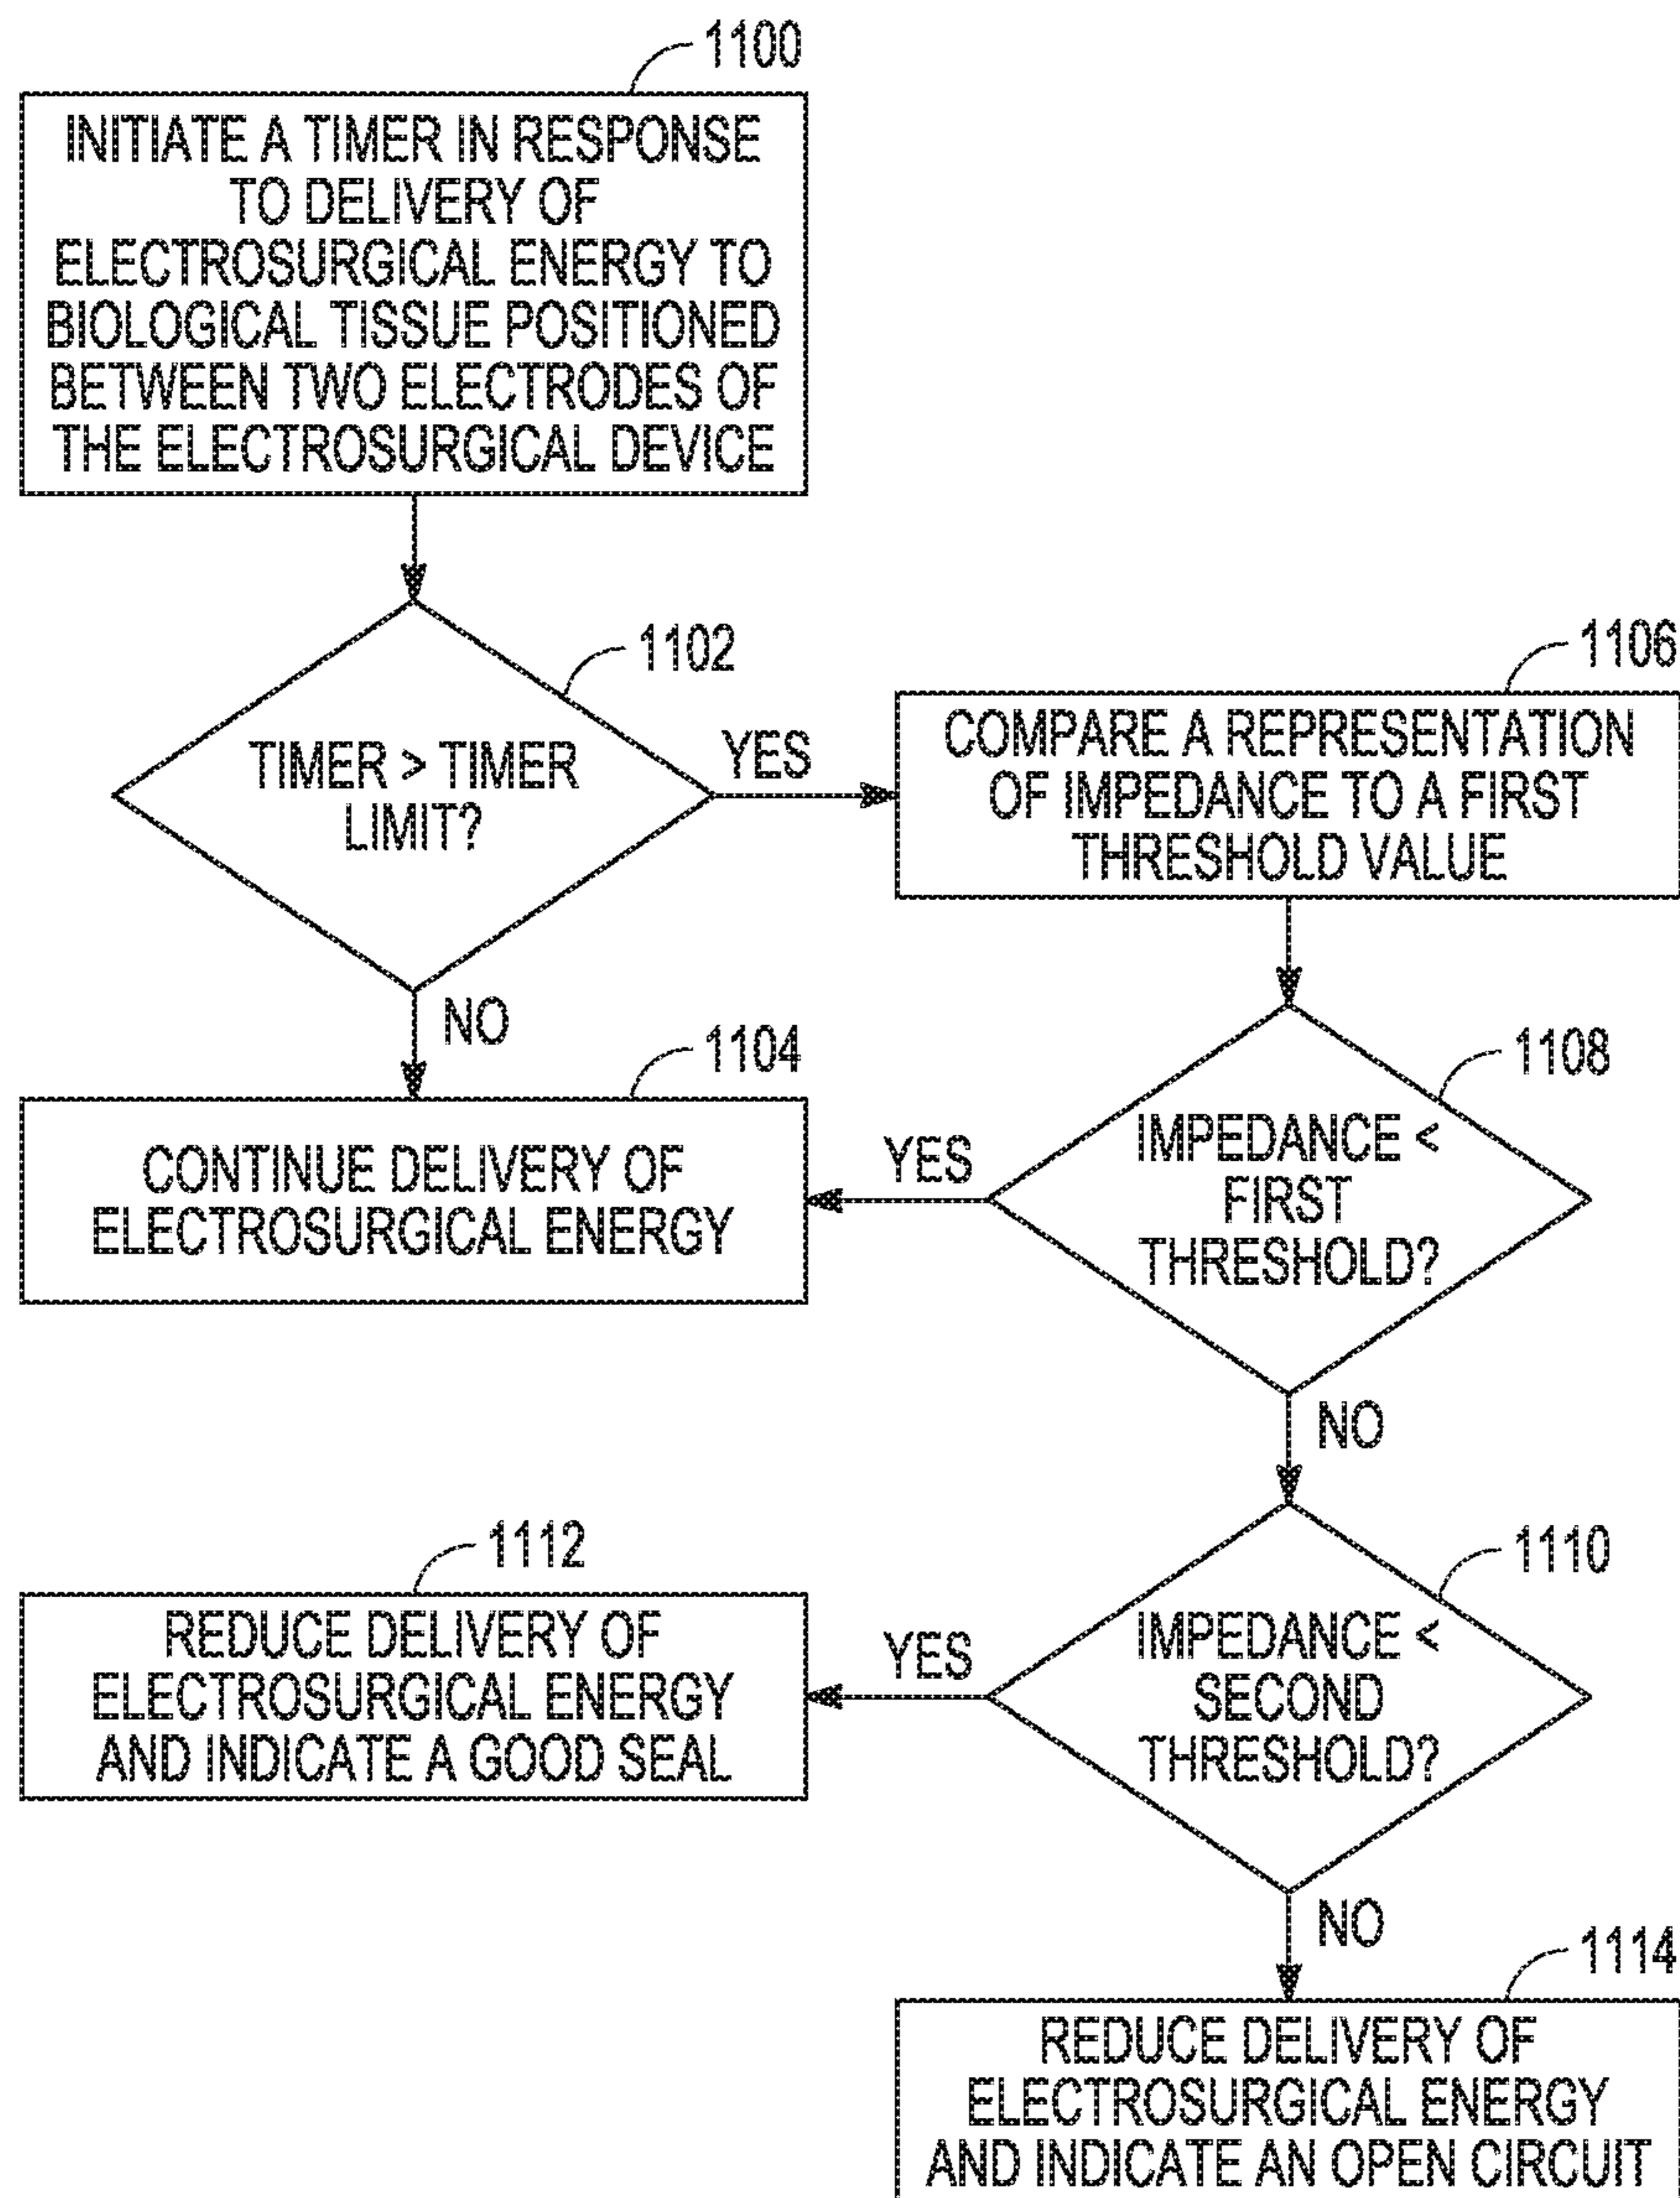 1100
INITIATE A TIMER IN RESPONSE
TO DELIVERY OF
ELECTROSURGICAL ENERGY TO
BIOLOGICAL TISSUE POSITIONED
BETWEEN TWO ELECTRODES OF
THE ELECTROSURGICAL DEVICE
1102
TIMER > TIMER
LIMIT?
YES
NO
1106
COMPARE A REPRESENTATION
OF IMPEDANCE TO A FIRST
THRESHOLD VALUE
1104
CONTINUE DELIVERY OF
ELECTROSURGICAL ENERGY
1108
IMPEDANCE <
FIRST
THRESHOLD?
YES
NO
1110
IMPEDANCE <
SECOND
THRESHOLD?
YES
NO
1112
REDUCE DELIVERY OF
ELECTROSURGICAL ENERGY
AND INDICATE A GOOD SEAL
1114
REDUCE DELIVERY OF
ELECTROSURGICAL ENERGY
AND INDICATE AN OPEN CIRCUIT